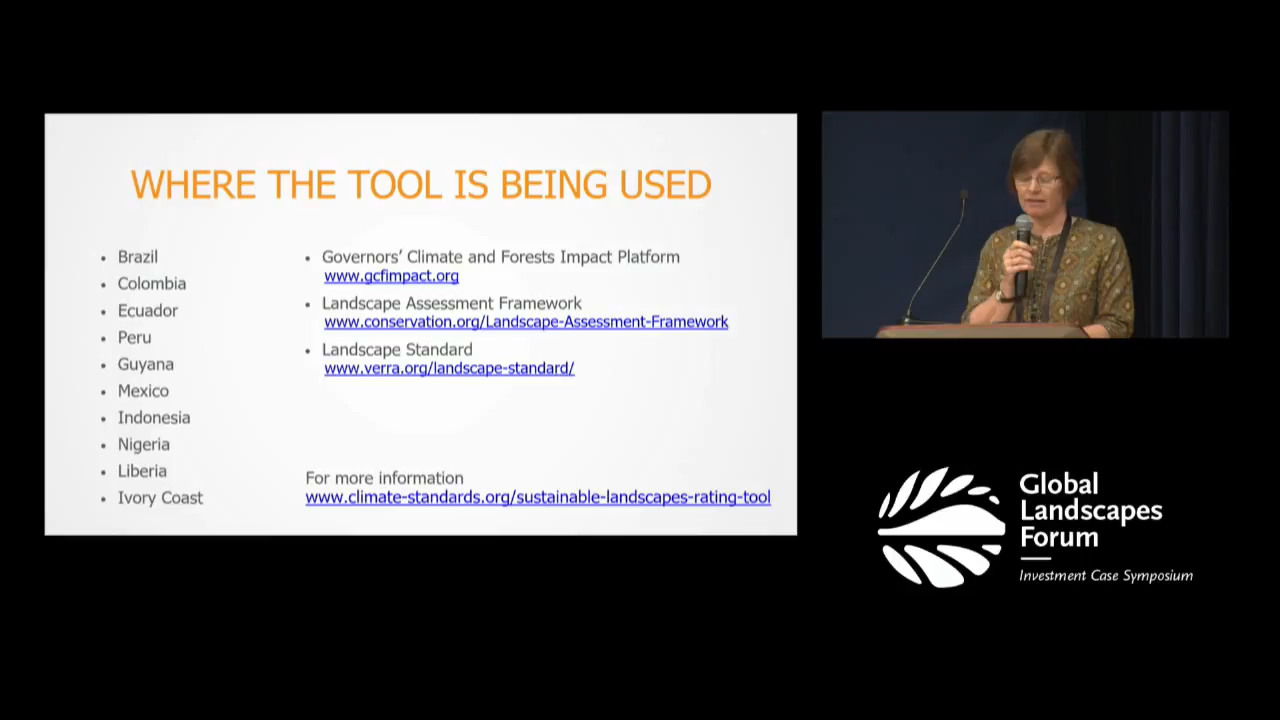 WHERE THE TOOL IS BEING USED
• Brazil
• Colombia
• Ecuador
• Peru
• Guyana
• Mexico
• Indonesia
• Nigeria
• Liberia
• Ivory Coast
• Governors’ Climate and Forests Impact Platform
www.gcfimpact.org
• Landscape Assessment Framework
www.conservation.org/Landscape-Assessment-Framework
• Landscape Standard
www.verra.org/landscape-standard/
For more information
www.climate-standards.org/sustainable-landscapes-rating-tool
Global
Landscapes
Forum
Investment Case Symposium